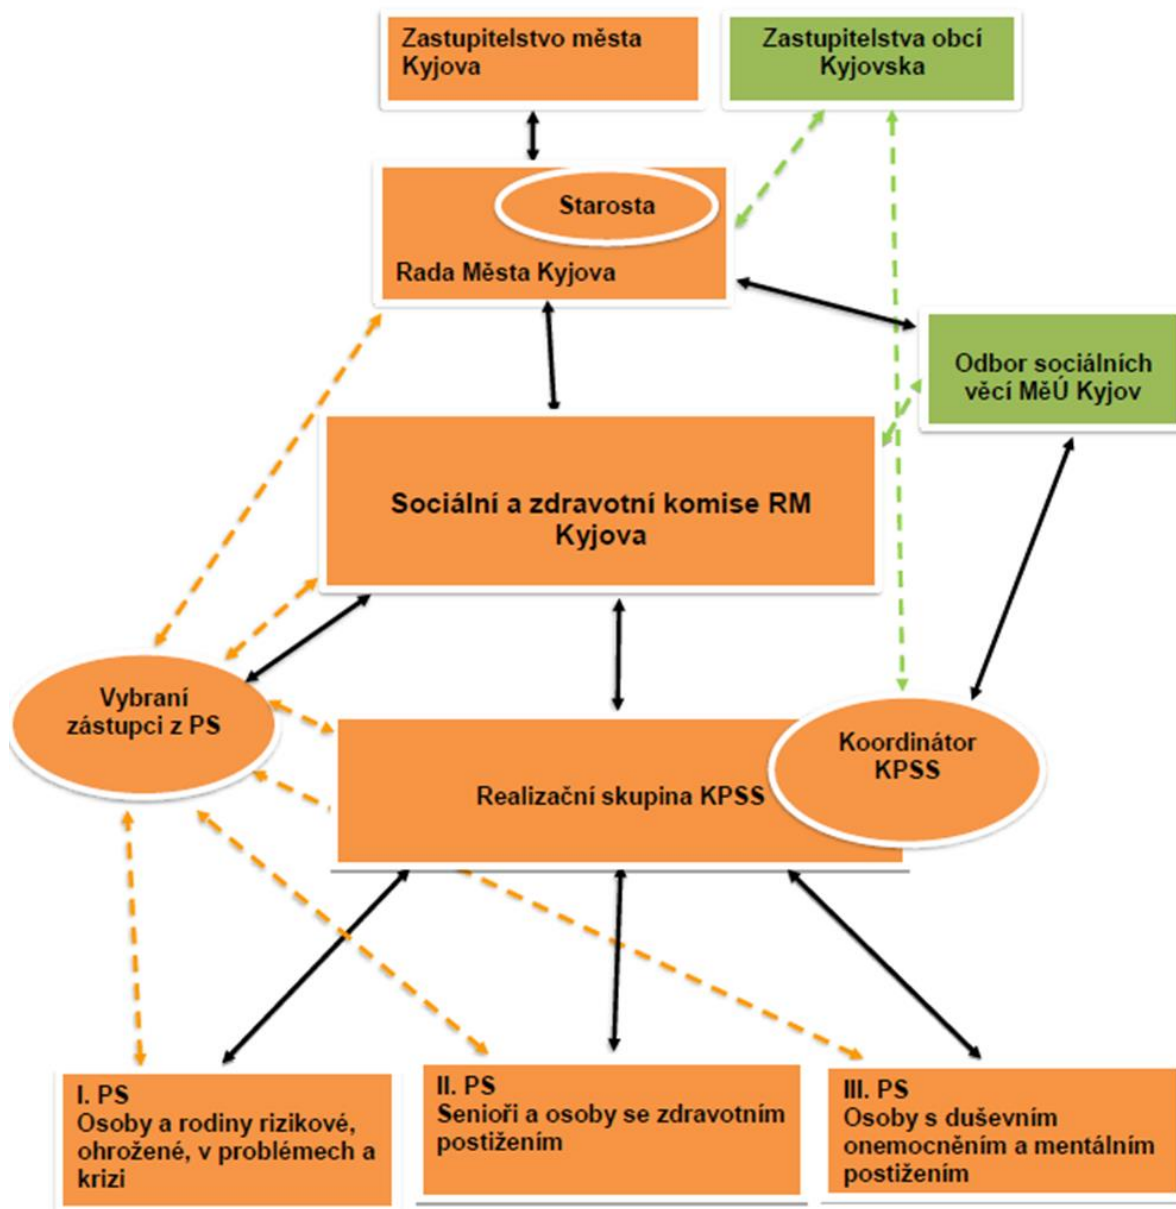 Zastupitelstvo města
Kyjova
Zastupitelstva obcí
Kyjovska
Starosta
Rada Města Kyjova
Odbor sociálních
věcí MěÚ Kyjov
Sociální a zdravotní komise RM
Kyjova
Vybraní
zástupci z PS
Koordinátor
KPSS
Realizační skupina KPSS
I. PS
Osoby a rodiny rizikové,
ohrožené, v problémech a
krizi
II. PS
Senioři a osoby se zdravotním
postižením
III. PS
Osoby s duševním
onemocněním a mentálním
postižením